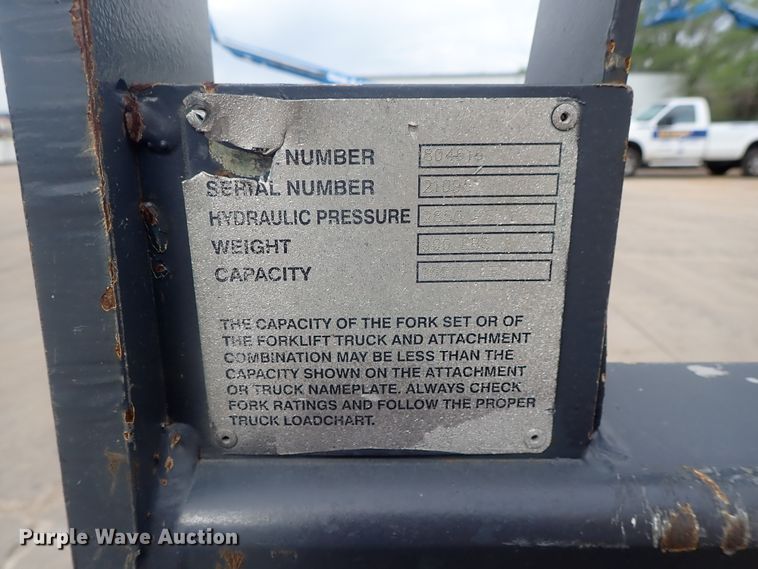 NUMBER
SERIAL NUMBER
HYDRAULIC PRESSURE
WEIGHT
CAPACITY
THE CAPACITY OF THE FORK SET OR OF
THE FORKLIFT TRUCK AND ATTACHMENT
COMBINATION MAY BE LESS THAN THE
CAPACITY SHOWN ON THE ATTACHMENT
OR TRUCK NAMEPLATE. ALWAYS CHECK
FORK RATINGS AND FOLLOW THE PROPER
TRUCK LOADCHART.
Purple Wave Auction